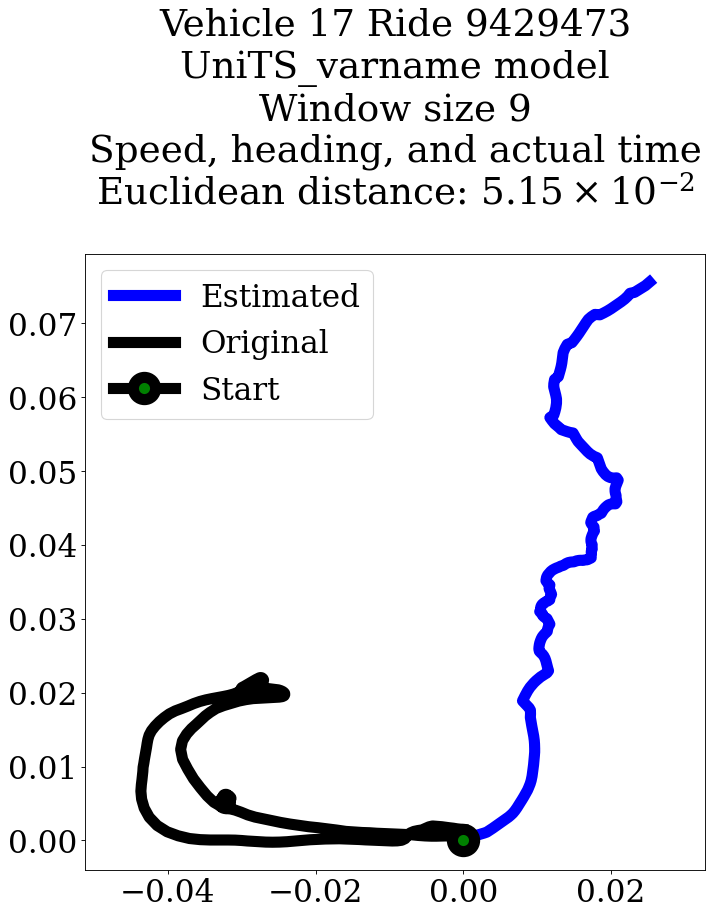 Vehicle 17 Ride 9429473
UniTS_varname model
Window size 9
Speed, heading, and actual time
Euclidean distance: 5.15 × 10⁻²
Estimated
Original
Start
0.07
0.06
0.05
0.04
0.03
0.02
0.01
0.00
−0.04 −0.02 0.00 0.02